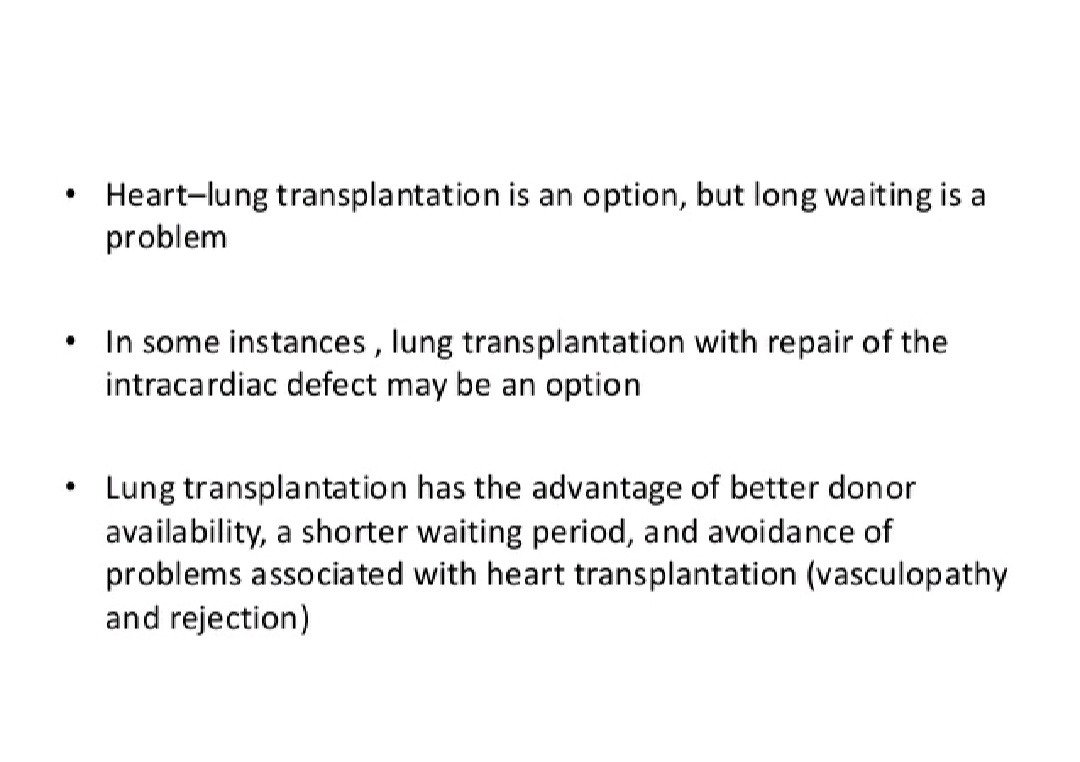 • Heart–lung transplantation is an option, but long waiting is a
problem
• In some instances , lung transplantation with repair of the
intracardiac defect may be an option
• Lung transplantation has the advantage of better donor
availability, a shorter waiting period, and avoidance of
problems associated with heart transplantation (vasculopathy
and rejection)